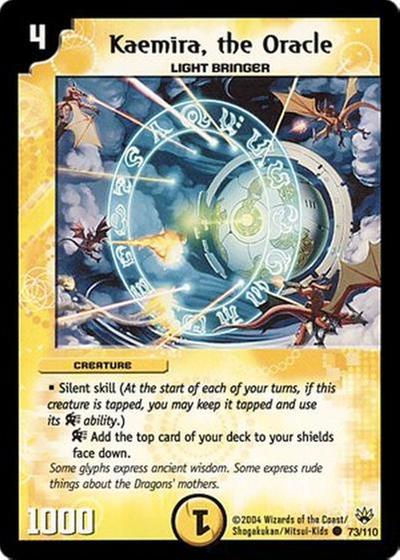 4
Kaemira, the Oracle
LIGHT BRINGER
CREATURE
▪ Silent skill (At the start of each of your turns, if this
creature is tapped, you may keep it tapped and use
its ability.)
Add the top card of your deck to your shields
face down.
Some glyphs express ancient wisdom. Some express rude
things about the Dragons' mothers.
1000
1
©2004 Wizards of the Coast/
Shogakukan/Mitsui-Kids ● 73/110